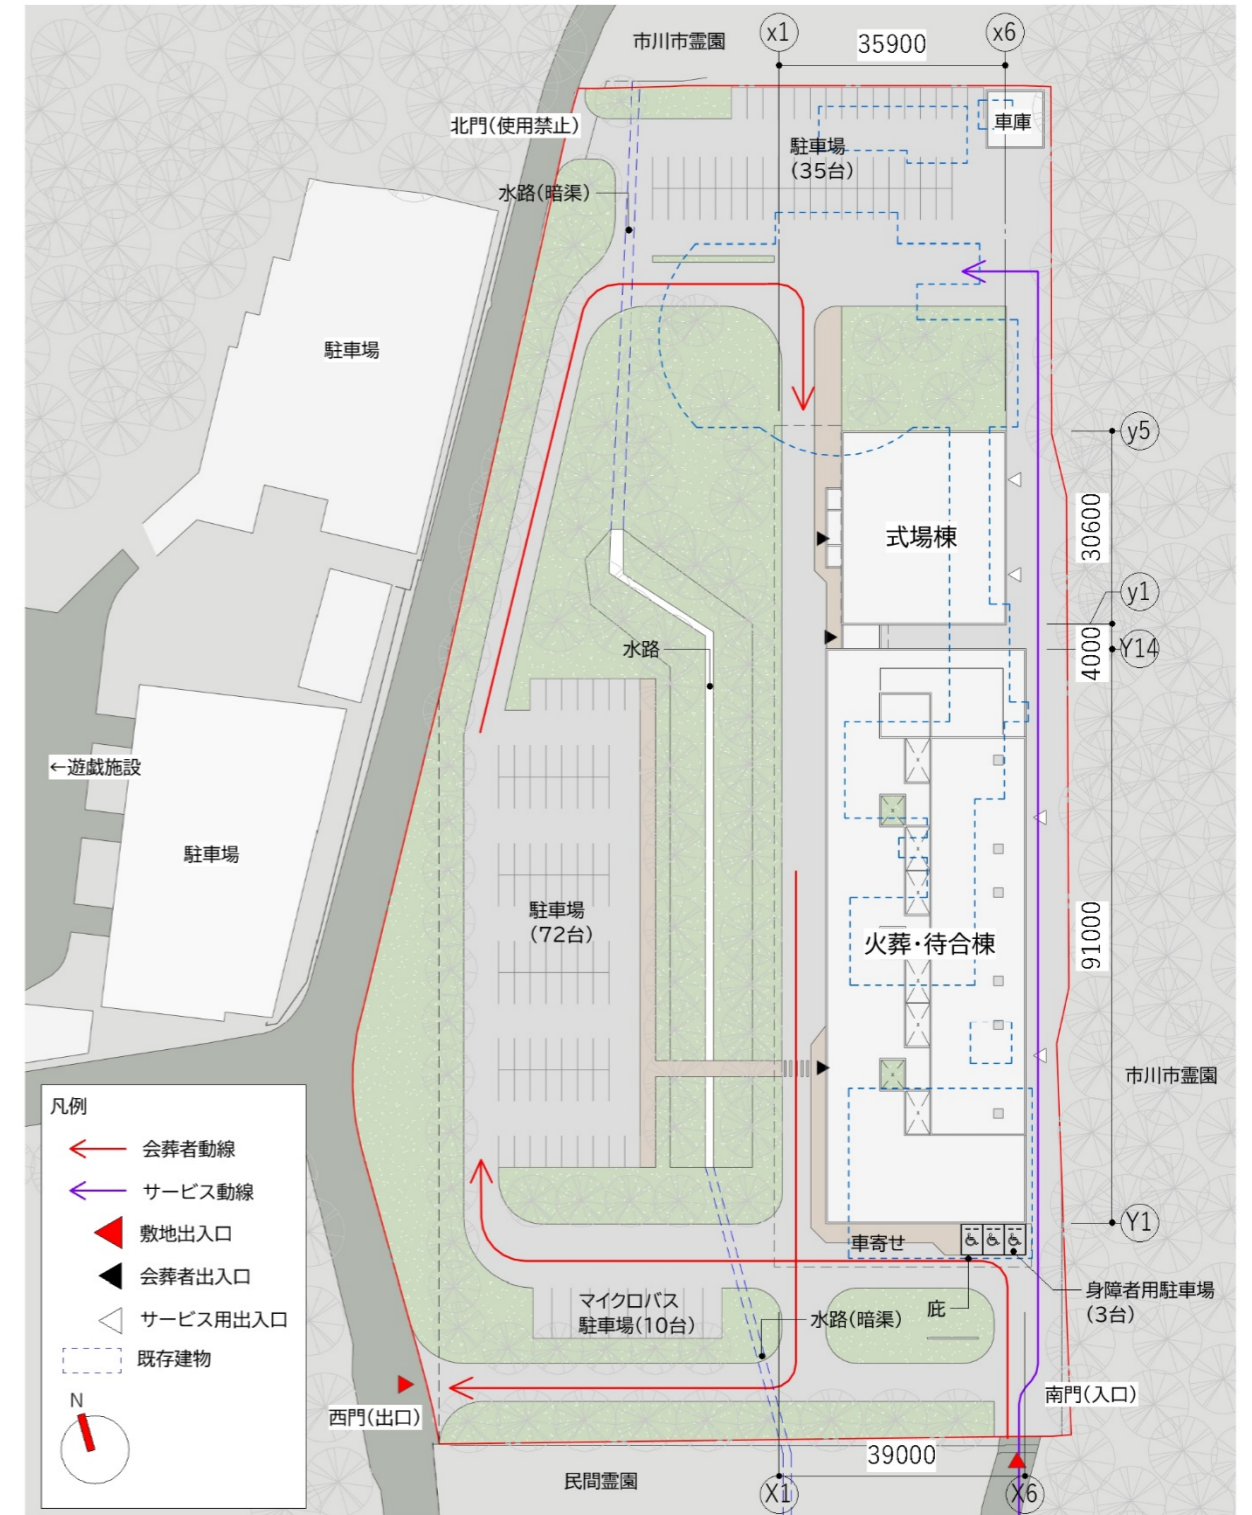 市川市霊園
x1
35900
x6
北門(使用禁止)
車庫
駐車場
(35台)
水路(暗渠)
駐車場
y5
30600
式場棟
y1
水路
4000
Y14
←遊戯施設
駐車場
駐車場
(72台)
火葬・待合棟
91000
市川市霊園
凡例
会葬者動線
サービス動線
敷地出入口
会葬者出入口
サービス用出入口
既存建物
N
Y1
車寄せ
身障者用駐車場
(3台)
庇
マイクロバス
駐車場(10台)
水路(暗渠)
西門(出口)
南門(入口)
39000
民間霊園
X1
X6